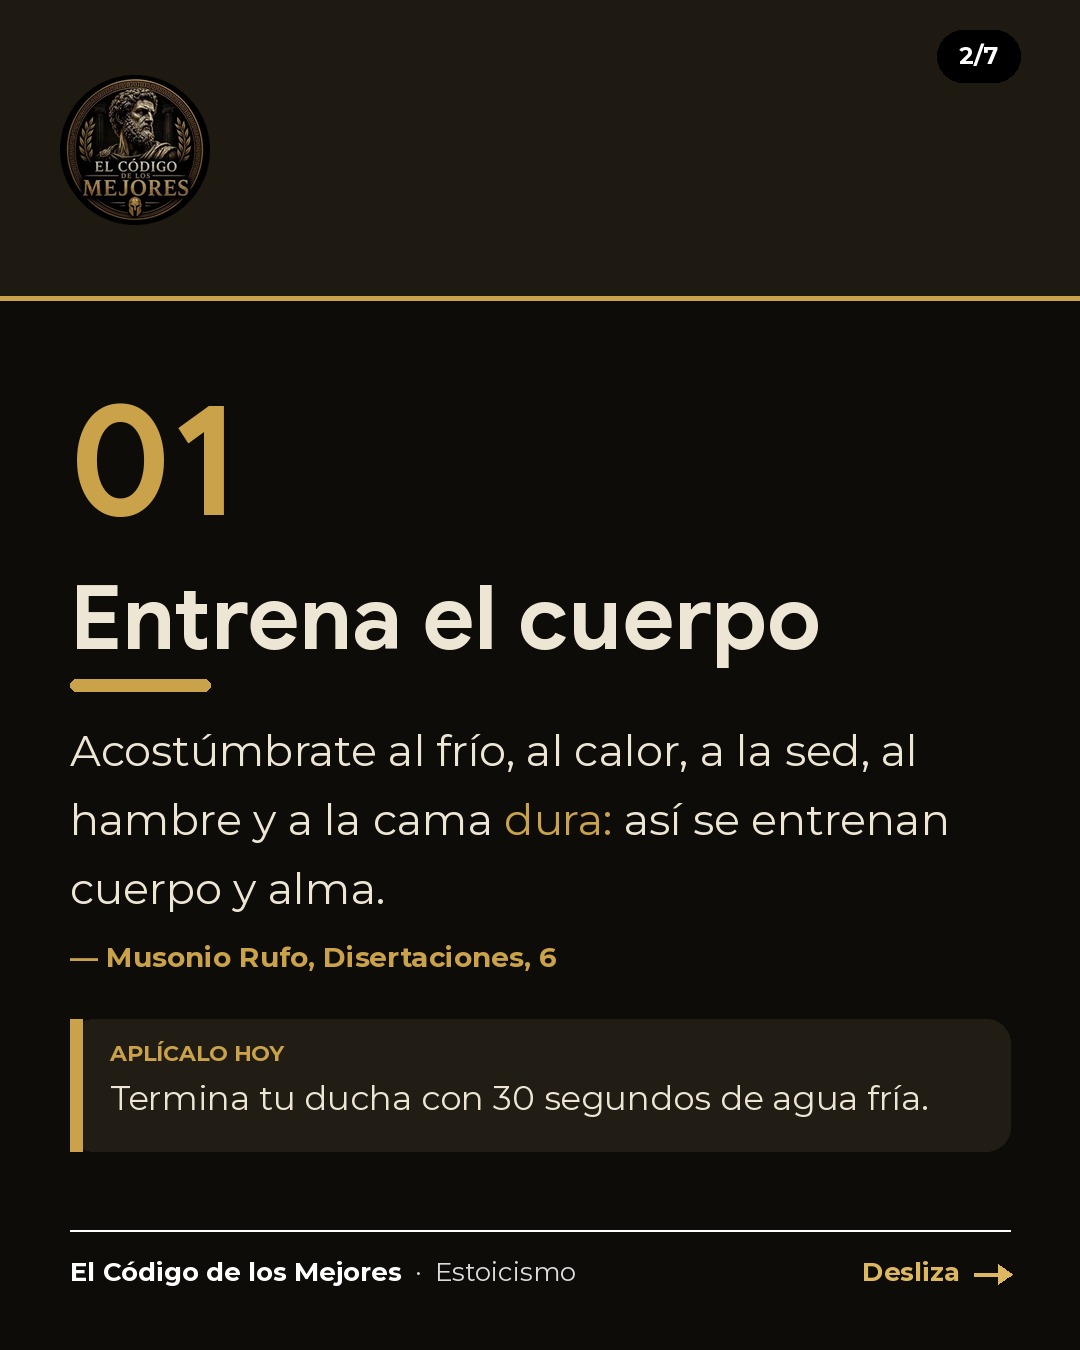 2/7
EL CÓDIGO
DE LOS
MEJORES
01
Entrena el cuerpo
Acostúmbrate al frío, al calor, a la sed, al
hambre y a la cama dura: así se entrenan
cuerpo y alma.
— Musonio Rufo, Disertaciones, 6
APLÍCALO HOY
Termina tu ducha con 30 segundos de agua fría.
El Código de los Mejores · Estoicismo
Desliza